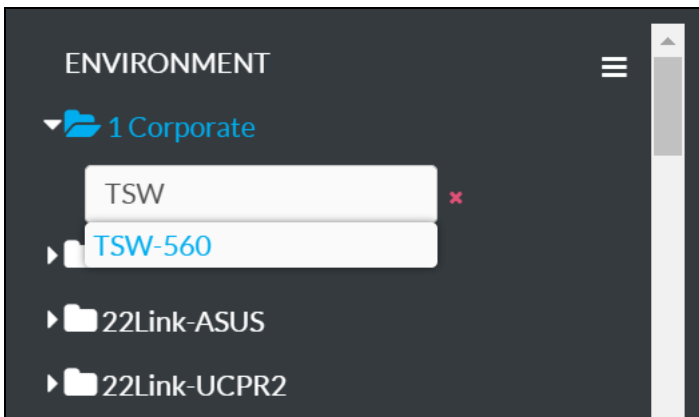 ENVIRONMENT
1 Corporate
TSW
TSW-560
22Link-ASUS
22Link-UCPR2